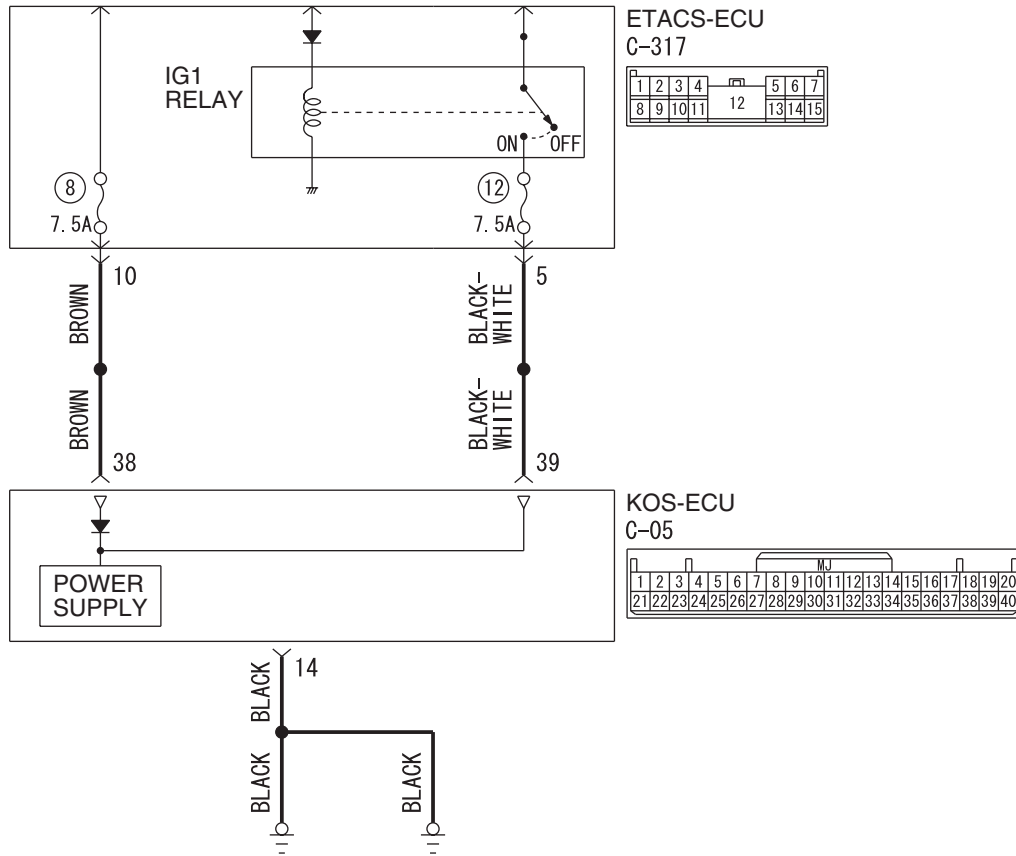 ETACS-ECU
C-317
1 2 3 4 5 6 7
8 9 10 11 12 13 14 15
IG1
RELAY
ON OFF
8
7.5A
12
7.5A
10
5
BROWN
BLACK-
WHITE
BROWN
BLACK-
WHITE
38
39
KOS-ECU
C-05
MJ
1 2 3 4 5 6 7 8 9 10 11 12 13 14 15 16 17 18 19 20
21 22 23 24 25 26 27 28 29 30 31 32 33 34 35 36 37 38 39 40
POWER
SUPPLY
14
BLACK
BLACK
BLACK